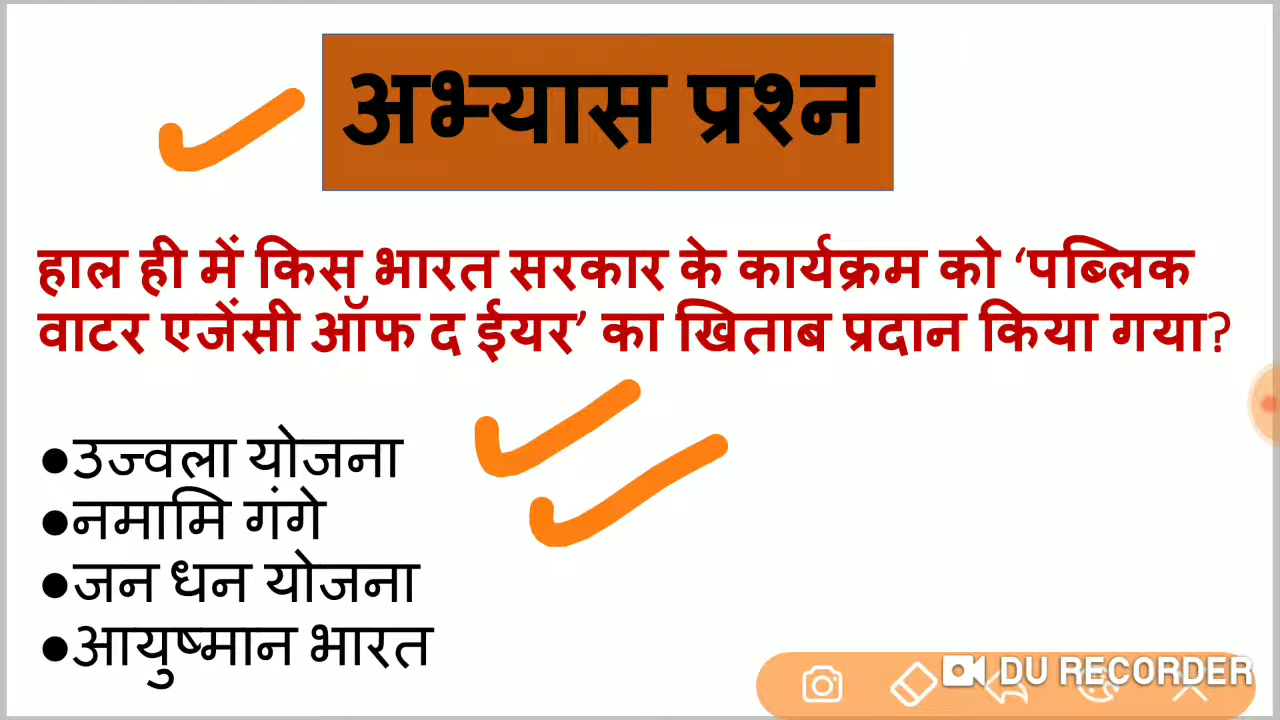 अभ्यास प्रश्न
हाल ही में किस भारत सरकार के कार्यक्रम को ‘पब्लिक
वाटर एजेंसी ऑफ द ईयर’ का खिताब प्रदान किया गया?
●उज्वला योजना
●नमामि गंगे
●जन धन योजना
●आयुष्मान भारत
DU RECORDER